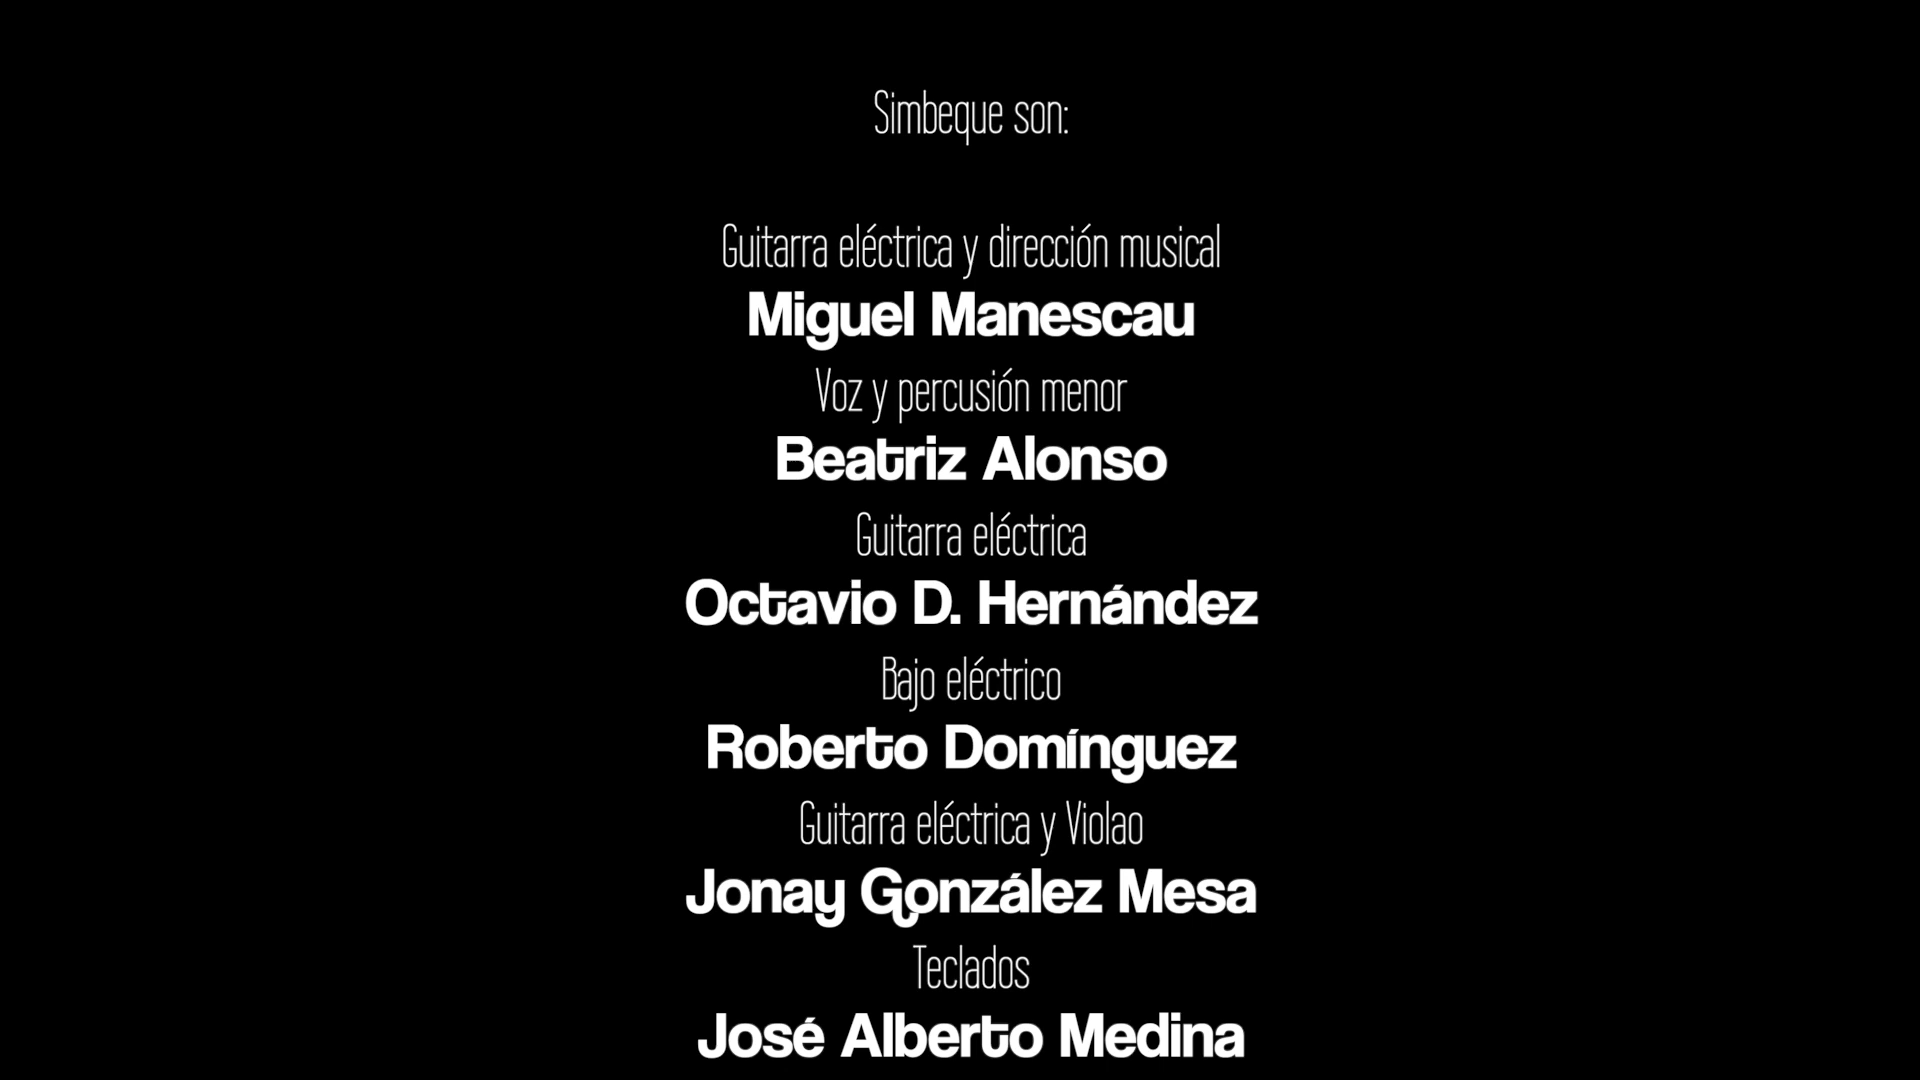 Simbeque son:
Guitarra eléctrica y dirección musical
Miguel Manescau
Voz y percusión menor
Beatriz Alonso
Guitarra eléctrica
Octavio D. Hernández
Bajo eléctrico
Roberto Domínguez
Guitarra eléctrica y Violao
Jonay González Mesa
Teclados
José Alberto Medina